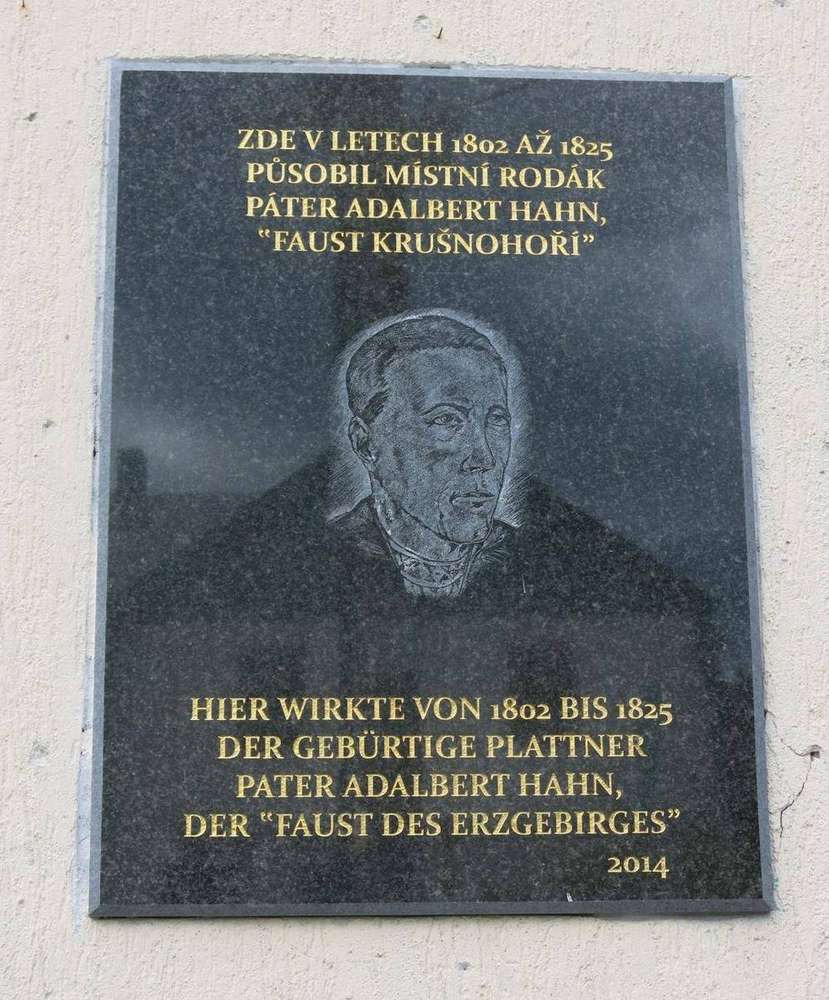 ZDE V LETECH 1802 AŽ 1825
PŮSOBIL MÍSTNÍ RODÁK
PÁTER ADALBERT HAHN,
“FAUST KRUŠNOHOŘÍ”
HIER WIRKTE VON 1802 BIS 1825
DER GEBÜRTIGE PLATTNER
PATER ADALBERT HAHN,
DER “FAUST DES ERZGEBIRGES”
2014